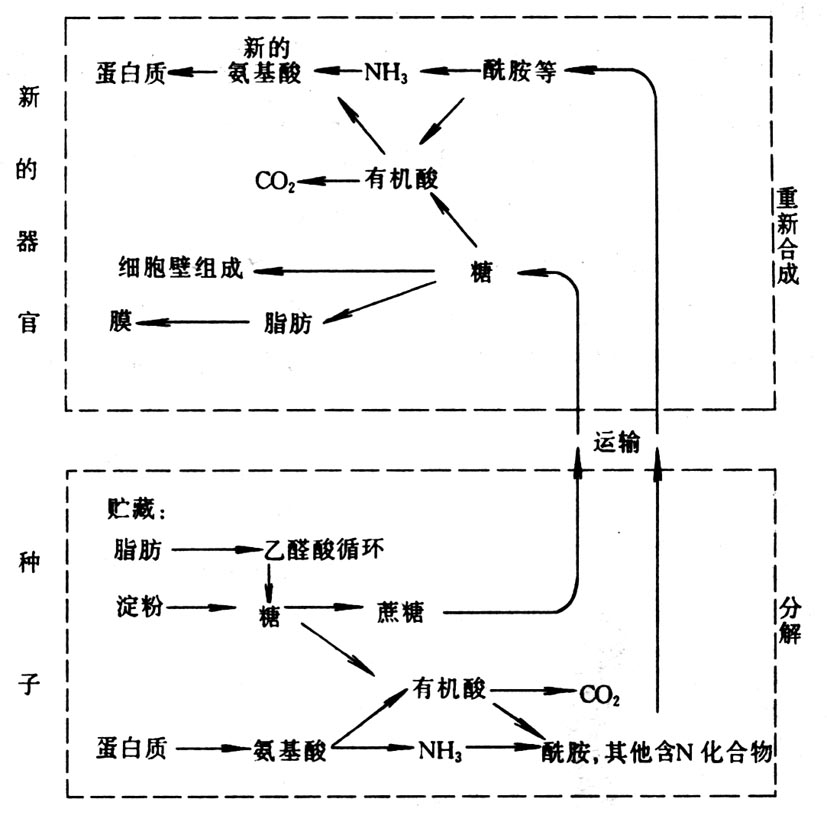 新的器官
新的
蛋白质 氨基酸 NH₃ 酰胺等
CO₂ 有机酸
细胞壁组成 糖
膜 脂肪
重新合成
运输
种子
贮藏:
脂肪 乙醛酸循环
淀粉 糖 蔗糖
有机酸 CO₂
蛋白质 氨基酸 NH₃ 酰胺,其他含N化合物
分解